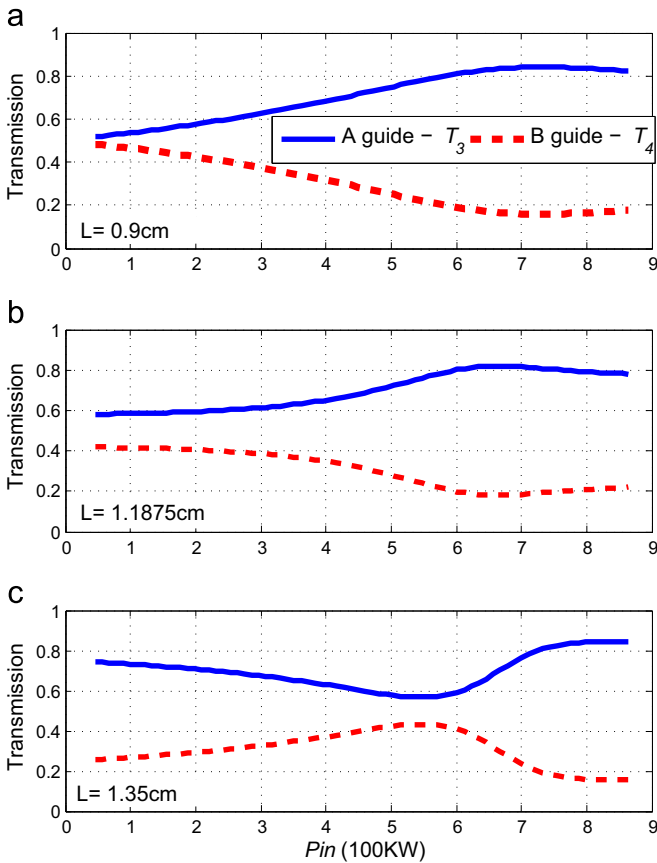 a
1
0.8
0.6
0.4
0.2
0
Transmission
A guide − T3 B guide − T4
L= 0.9cm
0 1 2 3 4 5 6 7 8 9
b
1
0.8
0.6
0.4
0.2
0
Transmission
L= 1.1875cm
0 1 2 3 4 5 6 7 8 9
c
1
0.8
0.6
0.4
0.2
0
Transmission
L= 1.35cm
0 1 2 3 4 5 6 7 8 9
Pin (100KW)